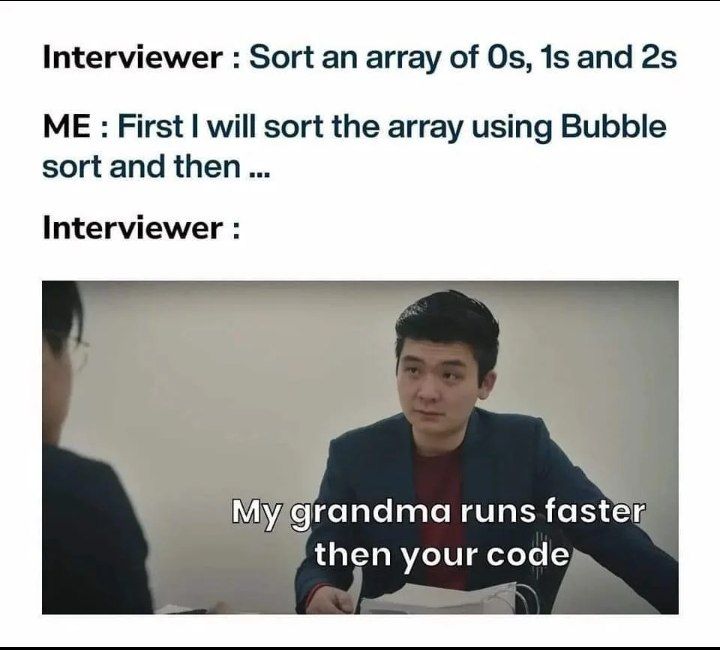 Interviewer : Sort an array of 0s, 1s and 2s
ME : First I will sort the array using Bubble
sort and then ...
Interviewer :
My grandma runs faster
then your code